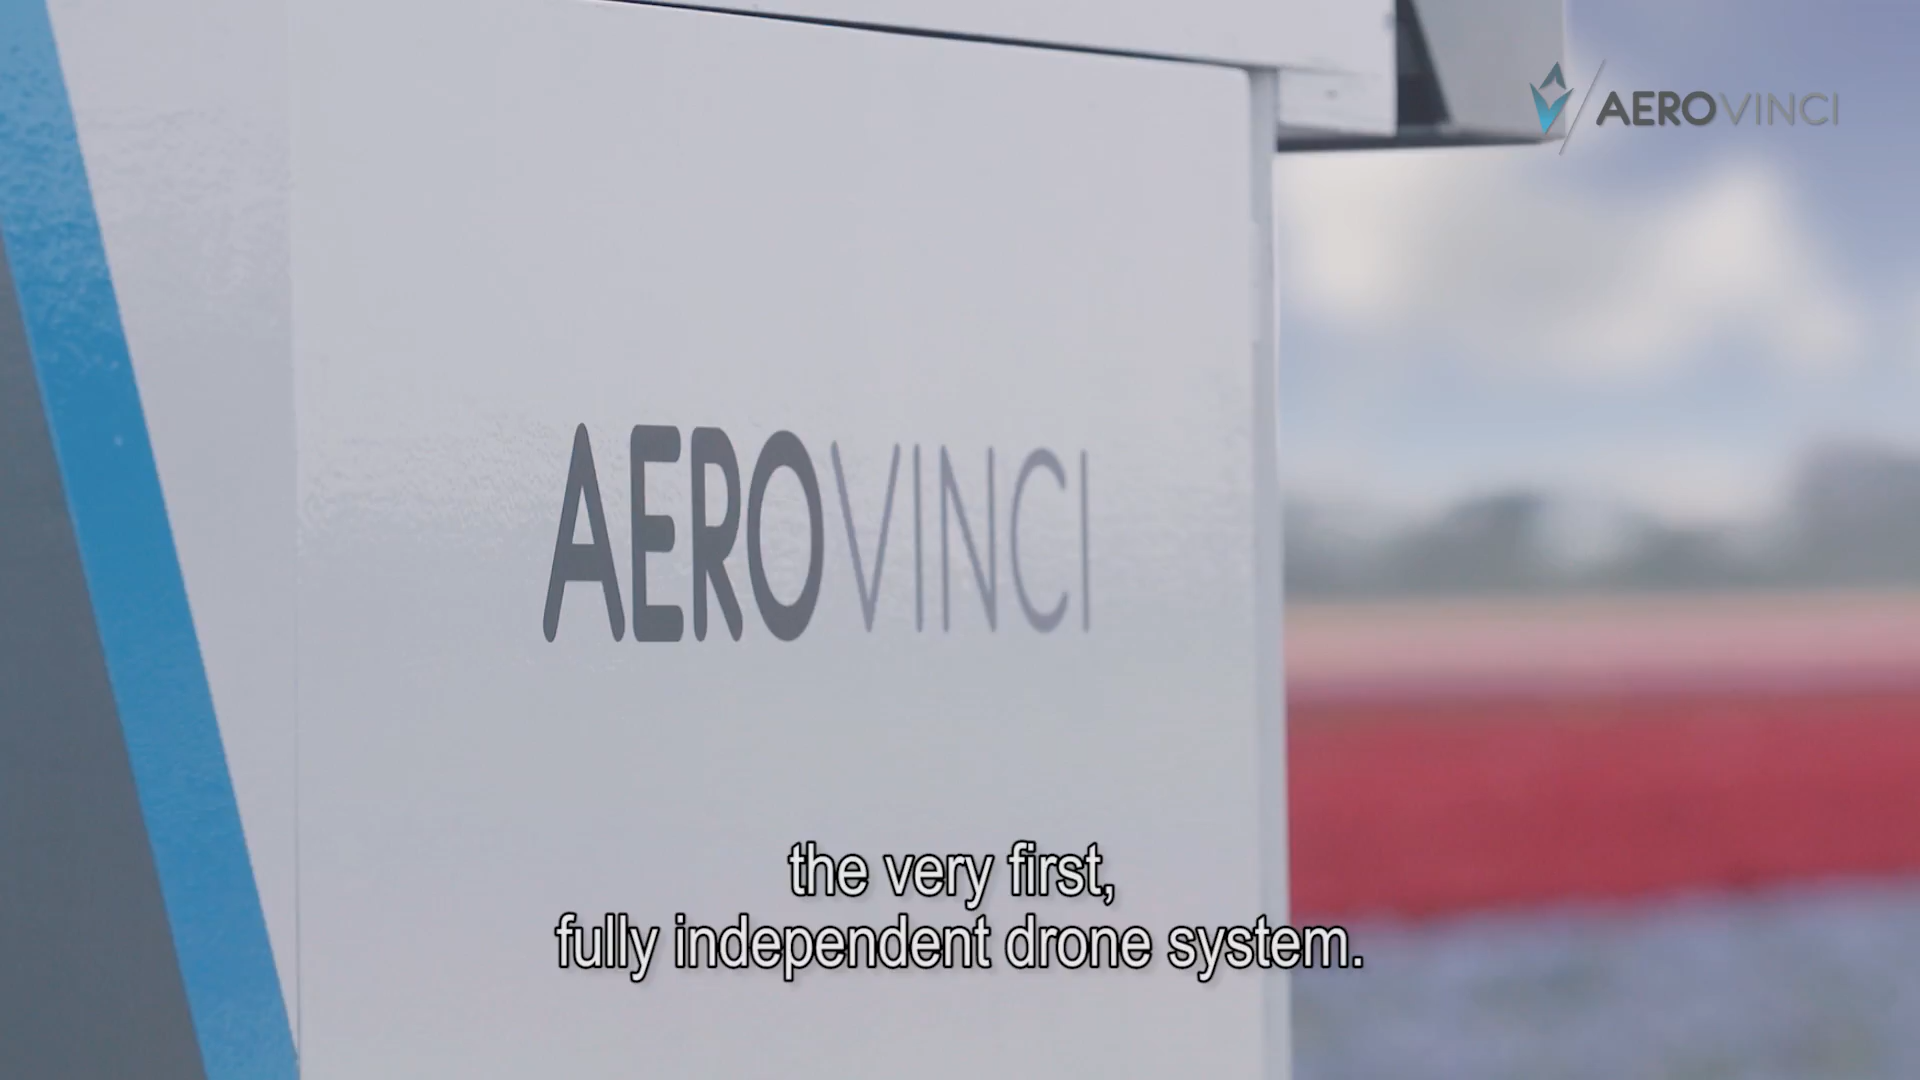 AEROVINCI
AEROVINCI
the very first,
fully independent drone system.